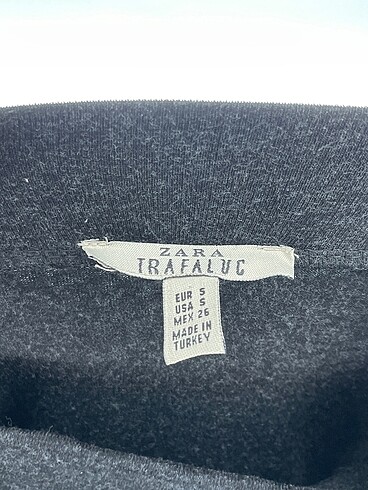 ZARA
TRAFALUC
EUR S
USA S
MEX 26
MADE IN
TURKEY